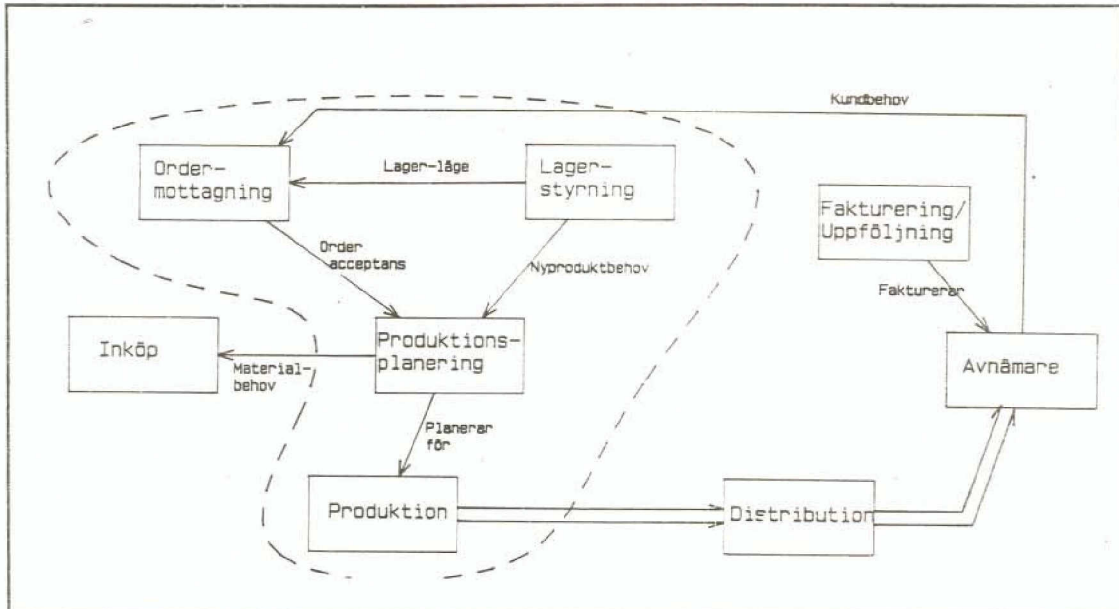 Kundbehov
Order-
mottagning
Lager-läge
Lager-
styrning
Fakturering/
Uppföljning
Order
acceptans
Nyproduktbehov
Fakturerar
Inköp
Material-
behov
Produktions-
planering
Avnämare
Planerar
för
Produktion
Distribution